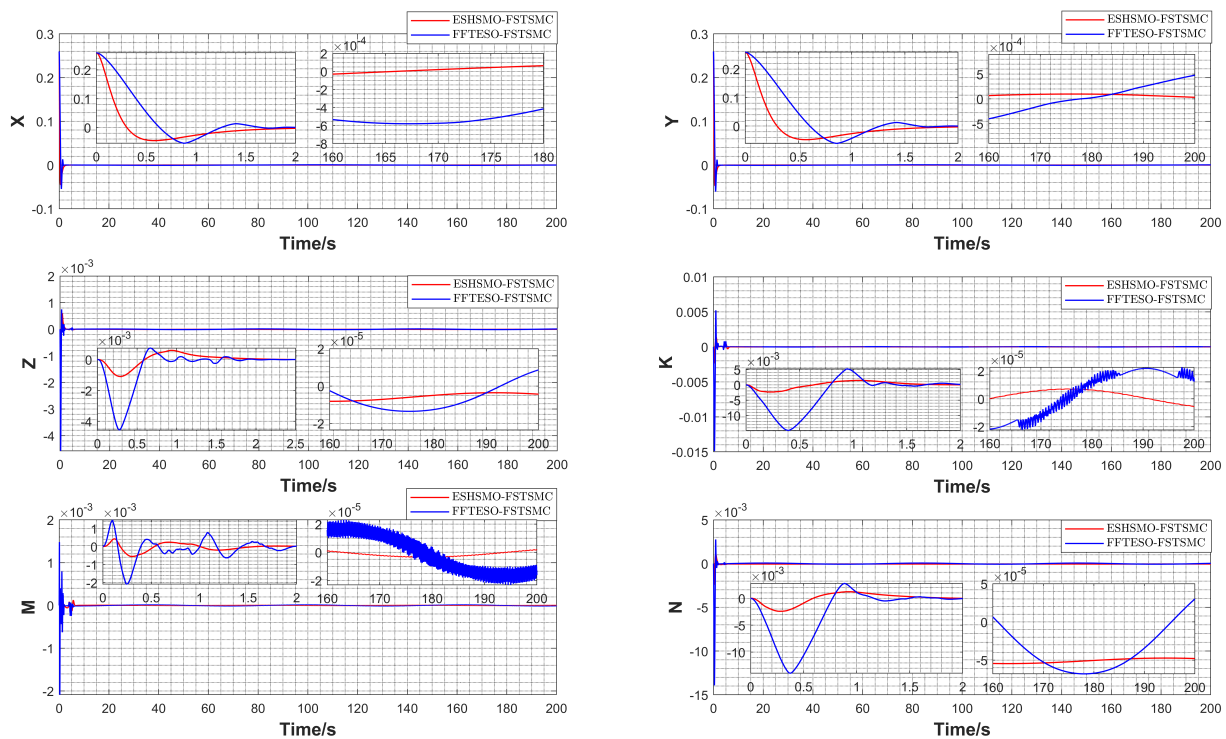 ESHSMO-FSTSMC
FFTESO-FSTSMC
0.3
0.2
0.1
0
-0.1
X
0.2
0.1
0
0 0.5 1 1.5 2
×10-4
2
0
-2
-4
-6
-8
160 165 170 175 180
0 20 40 60 80 100 120 140 160 180 200
Time/s
ESHSMO-FSTSMC
FFTESO-FSTSMC
0.3
0.2
0.1
0
-0.1
Y
0.2
0.1
0
0 0.5 1 1.5 2
×10-4
5
0
-5
160 170 180 190 200
0 20 40 60 80 100 120 140 160 180 200
Time/s
×10-3
ESHSMO-FSTSMC
FFTESO-FSTSMC
2
1
0
-1
-2
-3
-4
Z
×10-3
0
-2
-4
0 0.5 1 1.5 2 2.5
×10-5
2
0
-2
160 170 180 190 200
0 20 40 60 80 100 120 140 160 180 200
Time/s
ESHSMO-FSTSMC
FFTESO-FSTSMC
0.01
0.005
0
-0.005
-0.01
-0.015
K
×10-3
5
0
-5
-10
0 0.5 1 1.5 2
×10-5
2
0
-2
160 170 180 190 200
0 20 40 60 80 100 120 140 160 180 200
Time/s
×10-3
ESHSMO-FSTSMC
FFTESO-FSTSMC
2
1
0
-1
-2
M
×10-3
1
0
-1
-2
0 0.5 1 1.5 2
×10-5
2
0
-2
160 170 180 190 200
0 20 40 60 80 100 120 140 160 180 200
Time/s
×10-3
ESHSMO-FSTSMC
FFTESO-FSTSMC
5
0
-5
-10
-15
N
×10-3
0
-5
-10
0 0.5 1 1.5 2
×10-5
5
0
-5
160 170 180 190 200
0 20 40 60 80 100 120 140 160 180 200
Time/s